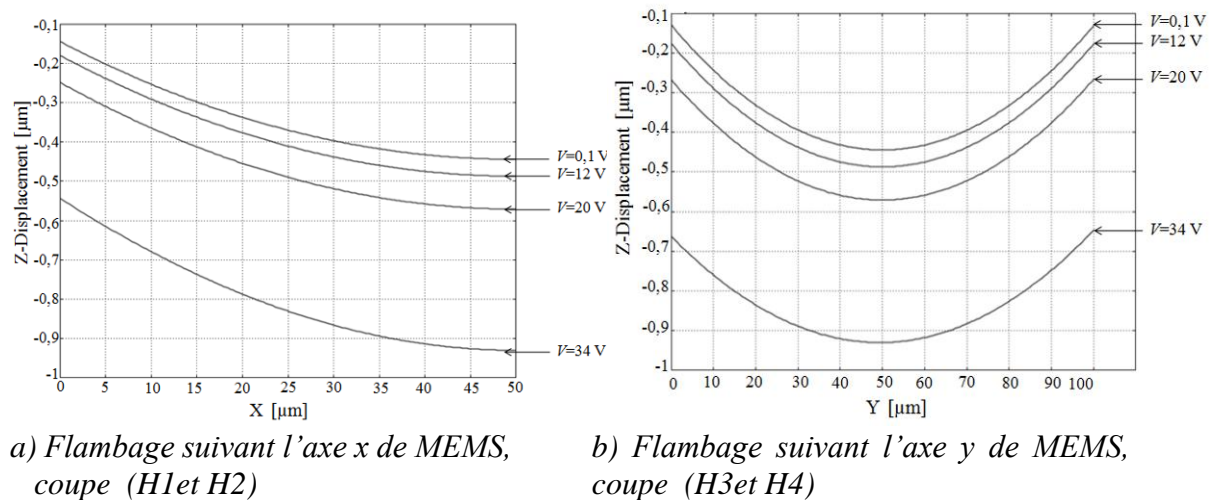 -0,1
-0,2
-0,3
-0,4
-0,5
-0,6
-0,7
-0,8
-0,9
-1
Z-Displacement [µm]
0 5 10 15 20 25 30 35 40 45 50
X [µm]
V=0,1 V
V=12 V
V=20 V
V=34 V
a) Flambage suivant l’axe x de MEMS,
coupe (H1et H2)
-0,1
-0,2
-0,3
-0,4
-0,5
-0,6
-0,7
-0,8
-0,9
-1
Z-Displacement [µm]
0 10 20 30 40 50 60 70 80 90 100
Y [µm]
V=0,1 V
V=12 V
V=20 V
V=34 V
b) Flambage suivant l’axe y de MEMS,
coupe (H3et H4)